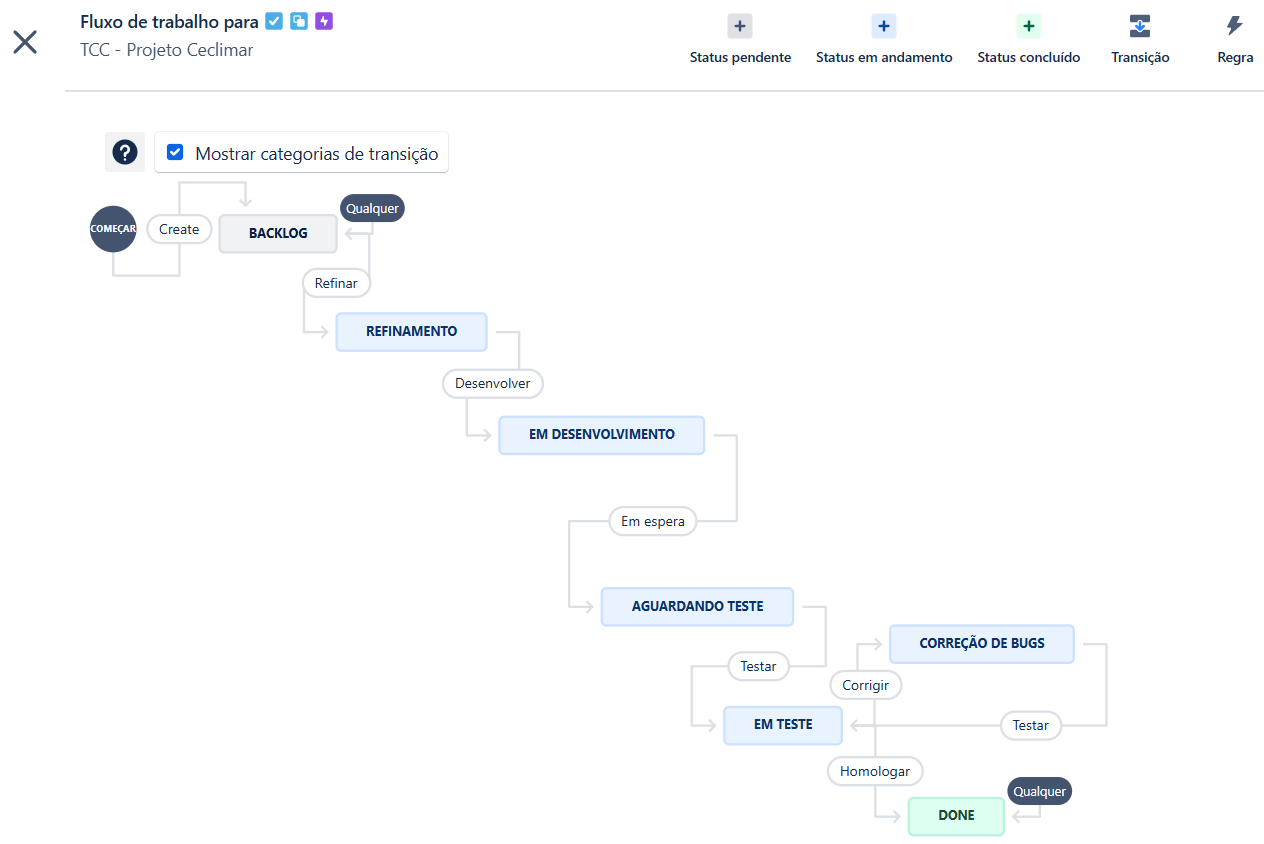 Fluxo de trabalho para
TCC - Projeto Ceclimar
Status pendente
Status em andamento
Status concluído
Transição
Regra
Mostrar categorias de transição
COMEÇAR
Create
BACKLOG
Qualquer
Refinar
REFINAMENTO
Desenvolver
EM DESENVOLVIMENTO
Em espera
AGUARDANDO TESTE
CORREÇÃO DE BUGS
Testar
Corrigir
EM TESTE
Testar
Homologar
Qualquer
DONE